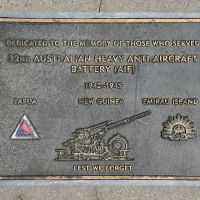 DEDICATED TO THE MEMORY OF THOSE WHO SERVED
32ND AUSTRALIAN HEAVY ANTI-AIRCRAFT
BATTERY (AIF)
1942-1945
PAPUA NEW GUINEA EMIRAU ISLAND
LEST WE FORGET